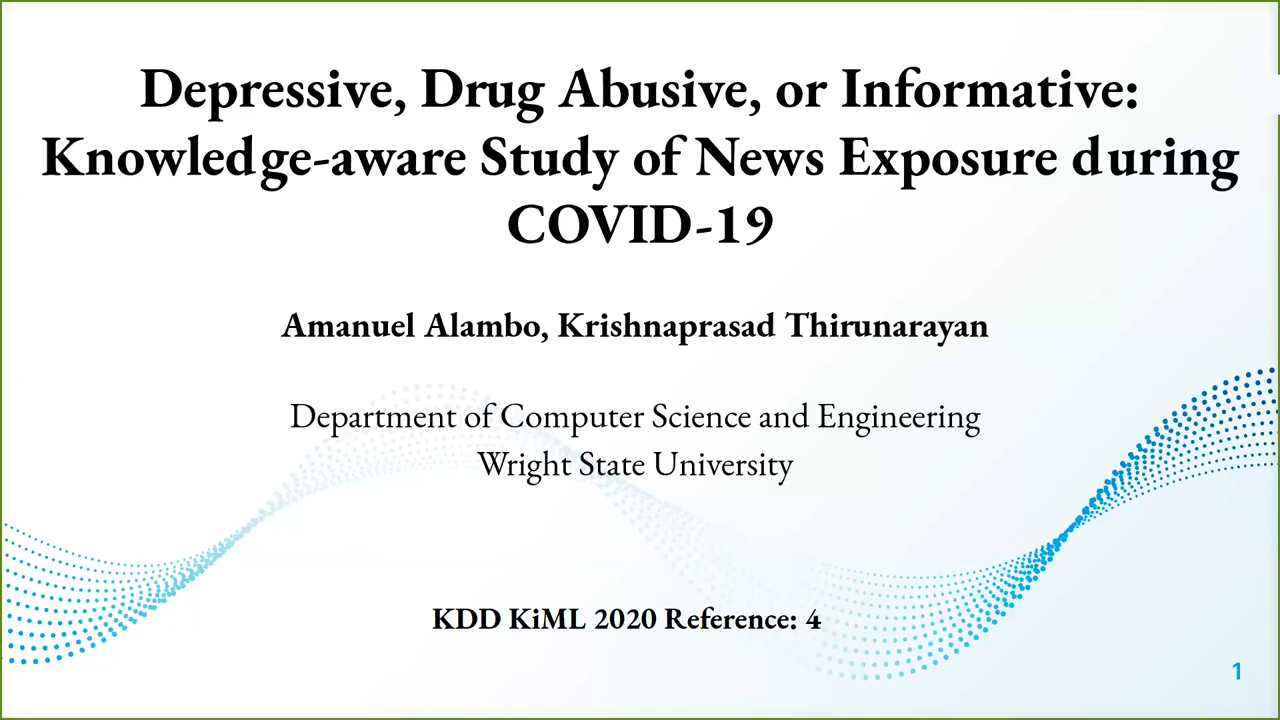 Depressive, Drug Abusive, or Informative:
Knowledge-aware Study of News Exposure during
COVID-19
Amanuel Alambo, Krishnaprasad Thirunarayan
Department of Computer Science and Engineering
Wright State University
KDD KiML 2020 Reference: 4
1